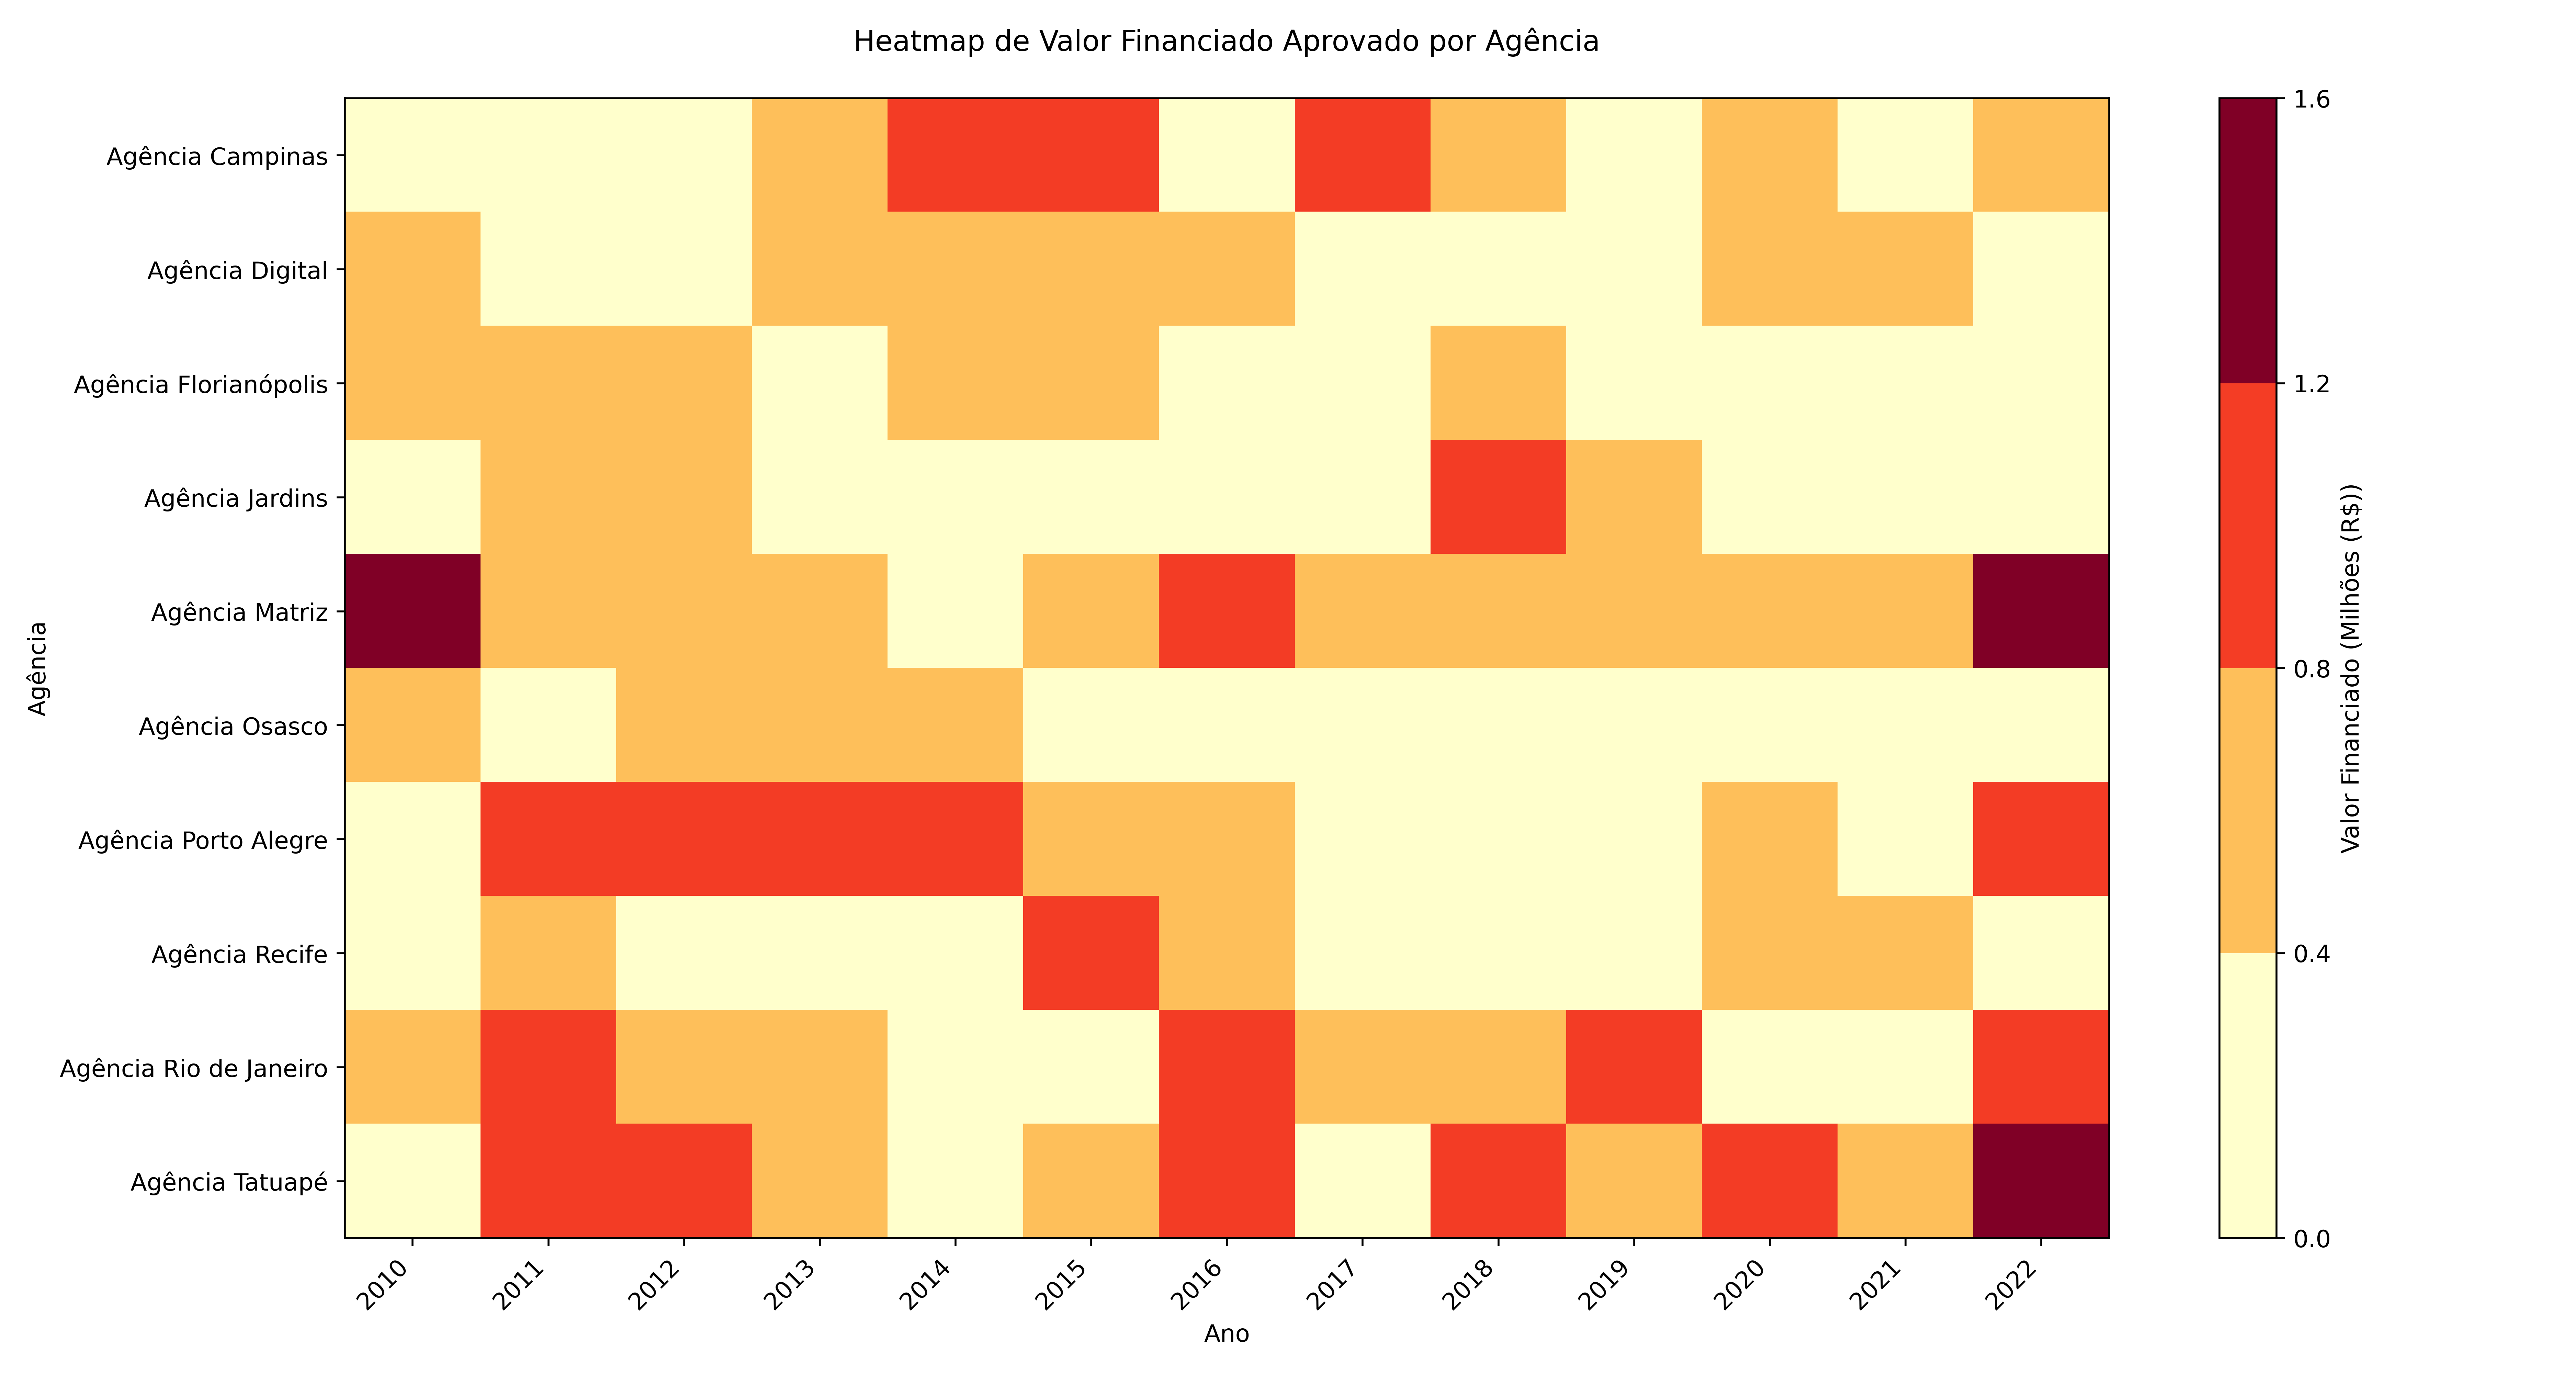 Heatmap de Valor Financiado Aprovado por Agência
Agência
Agência Campinas
Agência Digital
Agência Florianópolis
Agência Jardins
Agência Matriz
Agência Osasco
Agência Porto Alegre
Agência Recife
Agência Rio de Janeiro
Agência Tatuapé
2010
2011
2012
2013
2014
2015
2016
2017
2018
2019
2020
2021
2022
Ano
1.6
1.2
0.8
0.4
0.0
Valor Financiado (Milhões (R$))